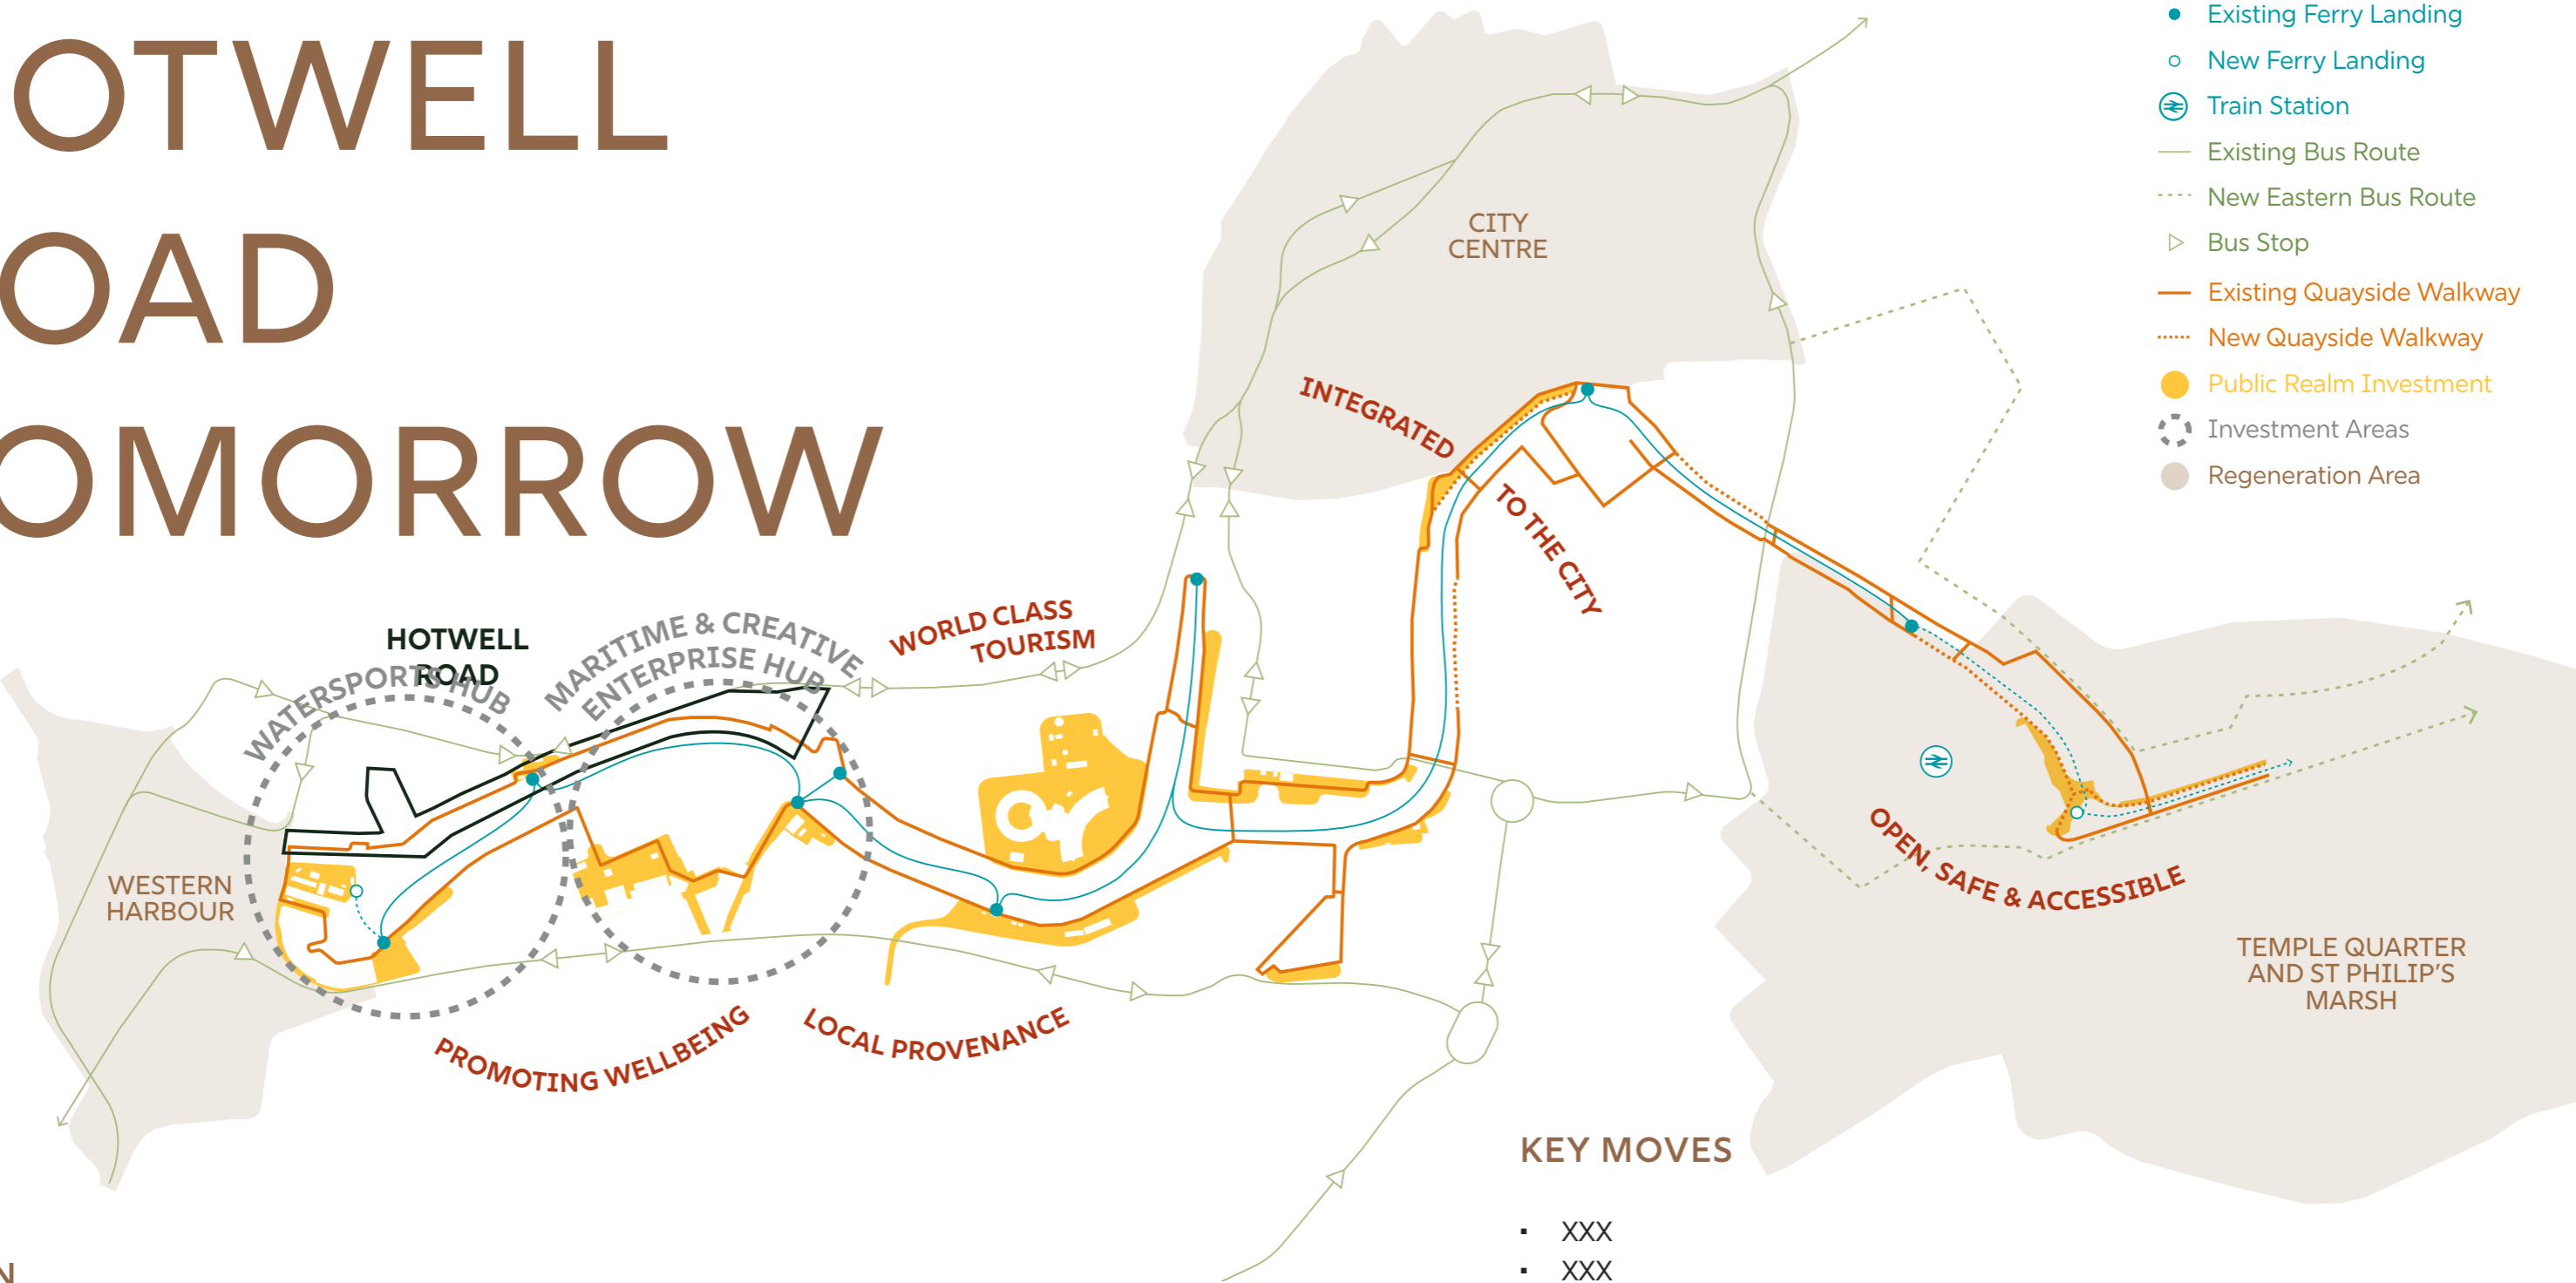 OTWELL
OAD
OMORROW
Existing Ferry Landing
New Ferry Landing
Train Station
Existing Bus Route
New Eastern Bus Route
Bus Stop
Existing Quayside Walkway
New Quayside Walkway
Public Realm Investment
Investment Areas
Regeneration Area
CITY
CENTRE
INTEGRATED
TO THE CITY
WORLD CLASS
TOURISM
HOTWELL
ROAD
WATERSPORTS HUB
MARITIME & CREATIVE
ENTERPRISE HUB
WESTERN
HARBOUR
PROMOTING WELLBEING
LOCAL PROVENANCE
OPEN, SAFE & ACCESSIBLE
TEMPLE QUARTER
AND ST PHILIP'S
MARSH
KEY MOVES
▪ XXX
▪ XXX
N